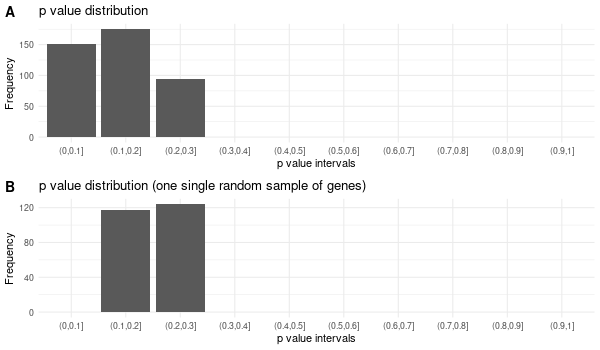 A p value distribution
Frequency
150
100
50
0
(0,0.1] (0.1,0.2] (0.2,0.3] (0.3,0.4] (0.4,0.5] (0.5,0.6] (0.6,0.7] (0.7,0.8] (0.8,0.9] (0.9,1]
p value intervals
B p value distribution (one single random sample of genes)
Frequency
120
80
40
0
(0,0.1] (0.1,0.2] (0.2,0.3] (0.3,0.4] (0.4,0.5] (0.5,0.6] (0.6,0.7] (0.7,0.8] (0.8,0.9] (0.9,1]
p value intervals